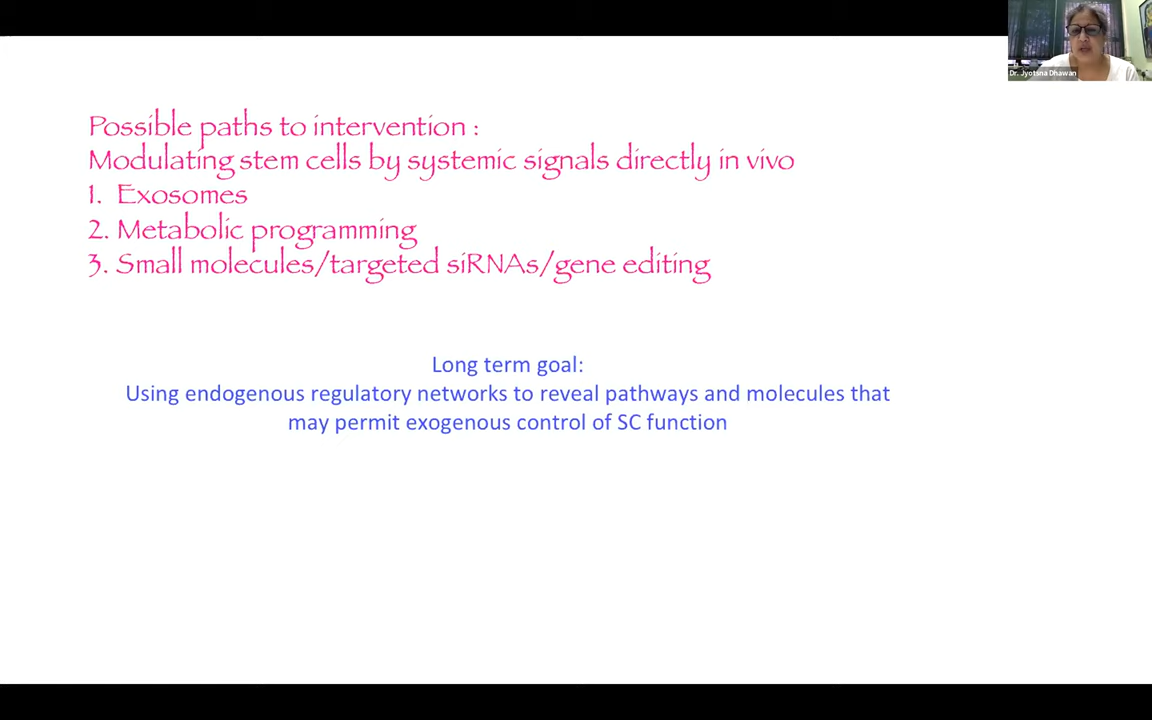 Dr. Jyotsna Dhawan
Possible paths to intervention :
Modulating stem cells by systemic signals directly in vivo
1. Exosomes
2. Metabolic programming
3. Small molecules/targeted siRNAs/gene editing
Long term goal:
Using endogenous regulatory networks to reveal pathways and molecules that
may permit exogenous control of SC function